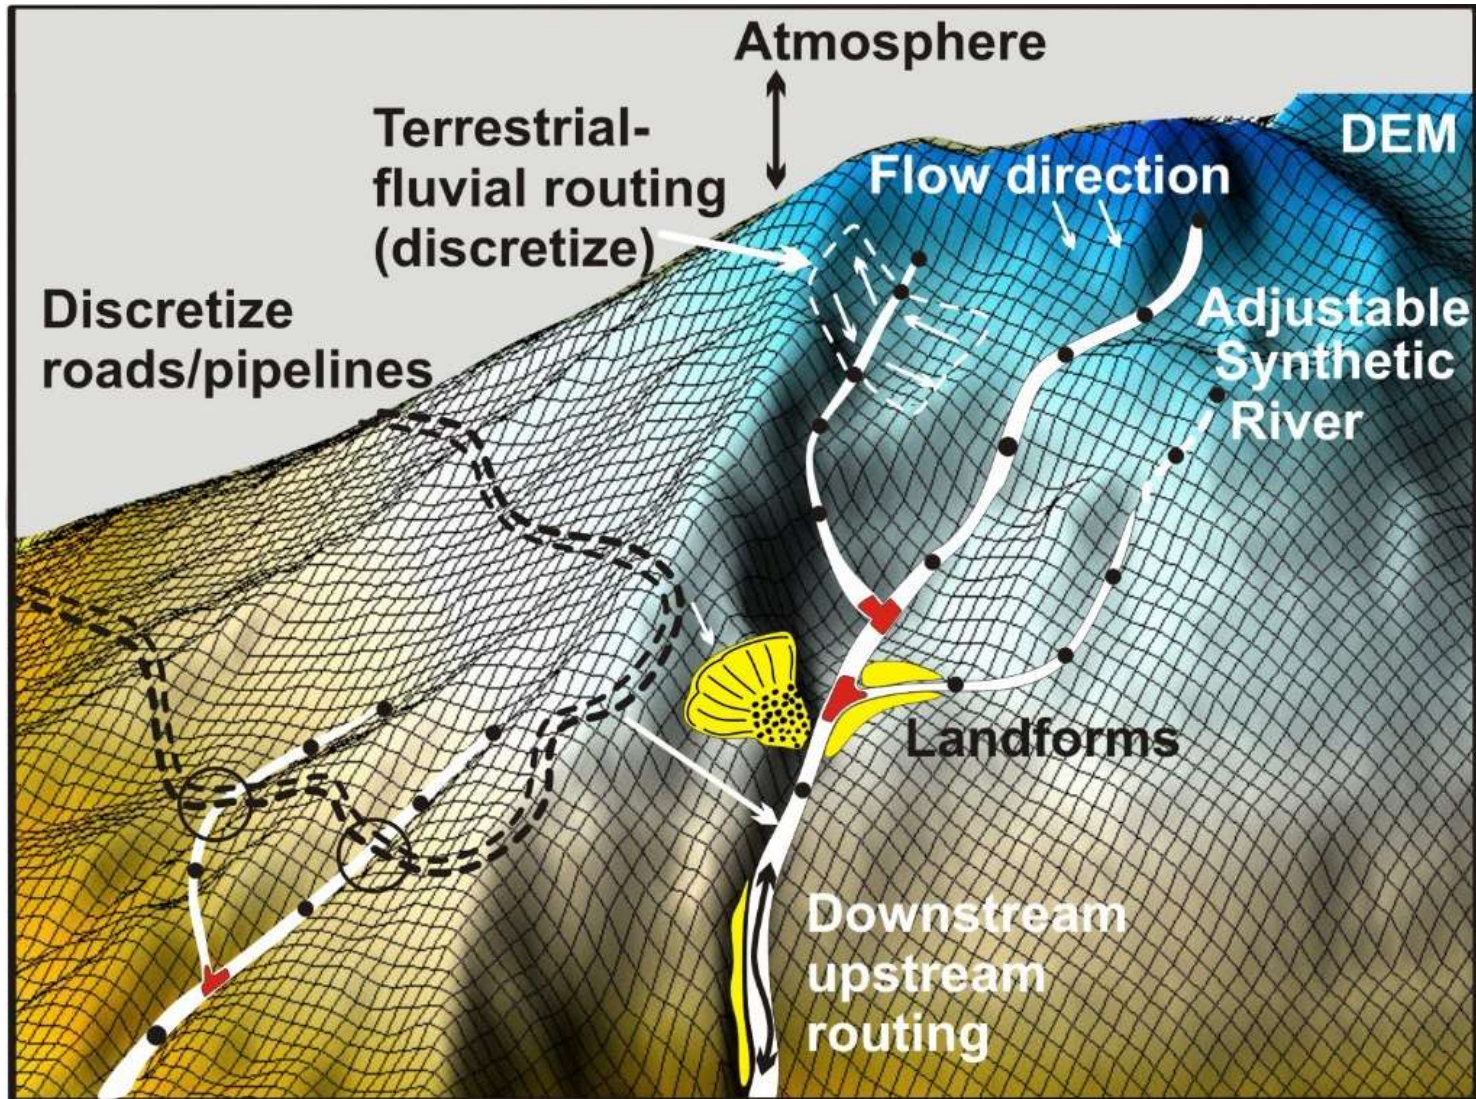 Atmosphere
Terrestrial-
fluvial routing
(discretize)
DEM
Flow direction
Discretize
roads/pipelines
Adjustable
Synthetic
River
Landforms
Downstream
upstream
routing